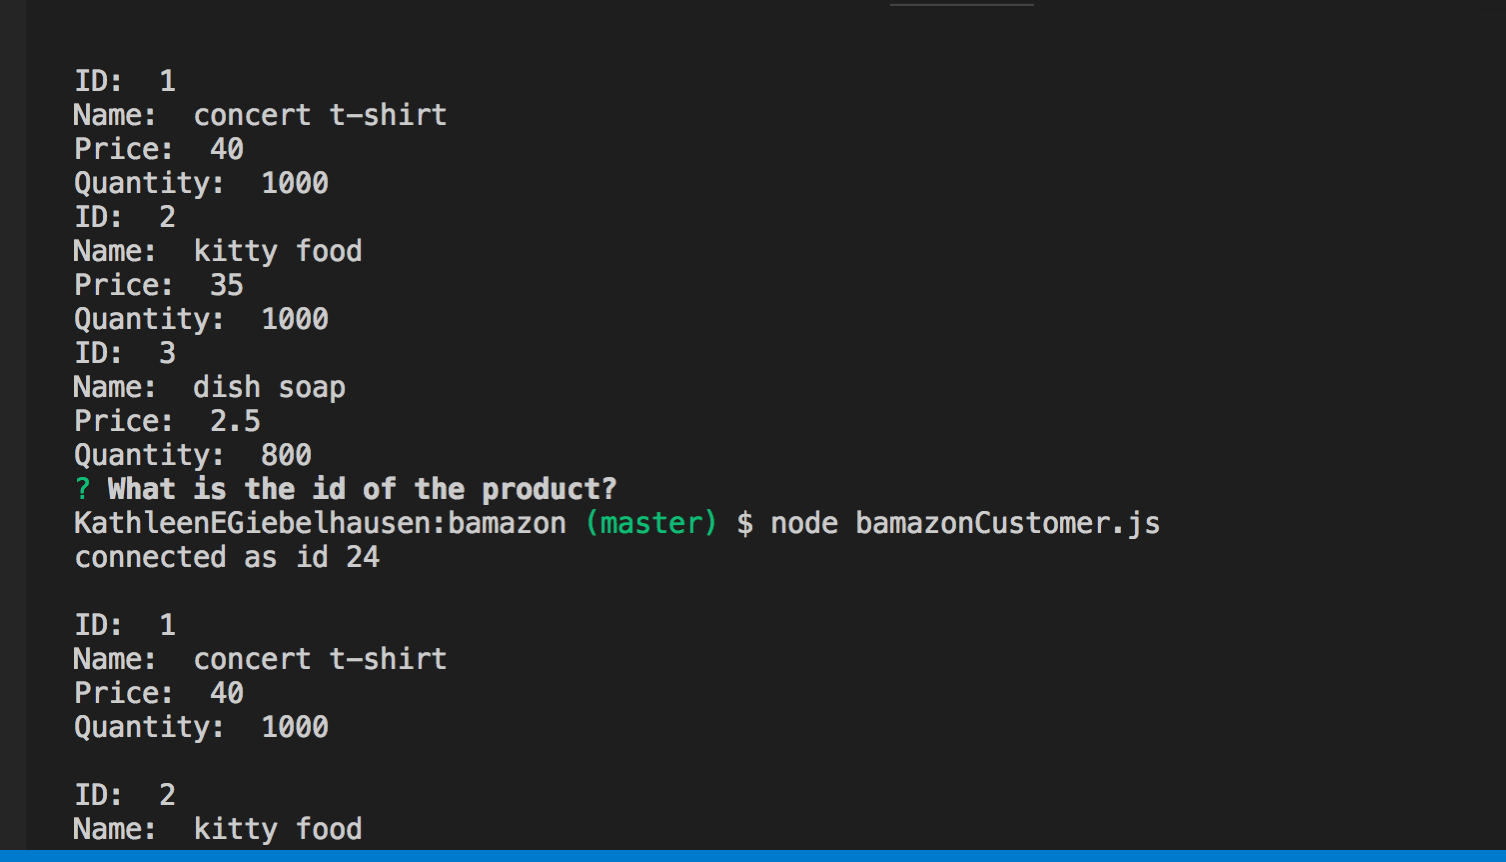 ID:  1
Name:  concert t-shirt
Price:  40
Quantity:  1000
ID:  2
Name:  kitty food
Price:  35
Quantity:  1000
ID:  3
Name:  dish soap
Price:  2.5
Quantity:  800
? What is the id of the product?
KathleenEGiebelhausen:bamazon (master) $ node bamazonCustomer.js
connected as id 24
ID:  1
Name:  concert t-shirt
Price:  40
Quantity:  1000
ID:  2
Name:  kitty food